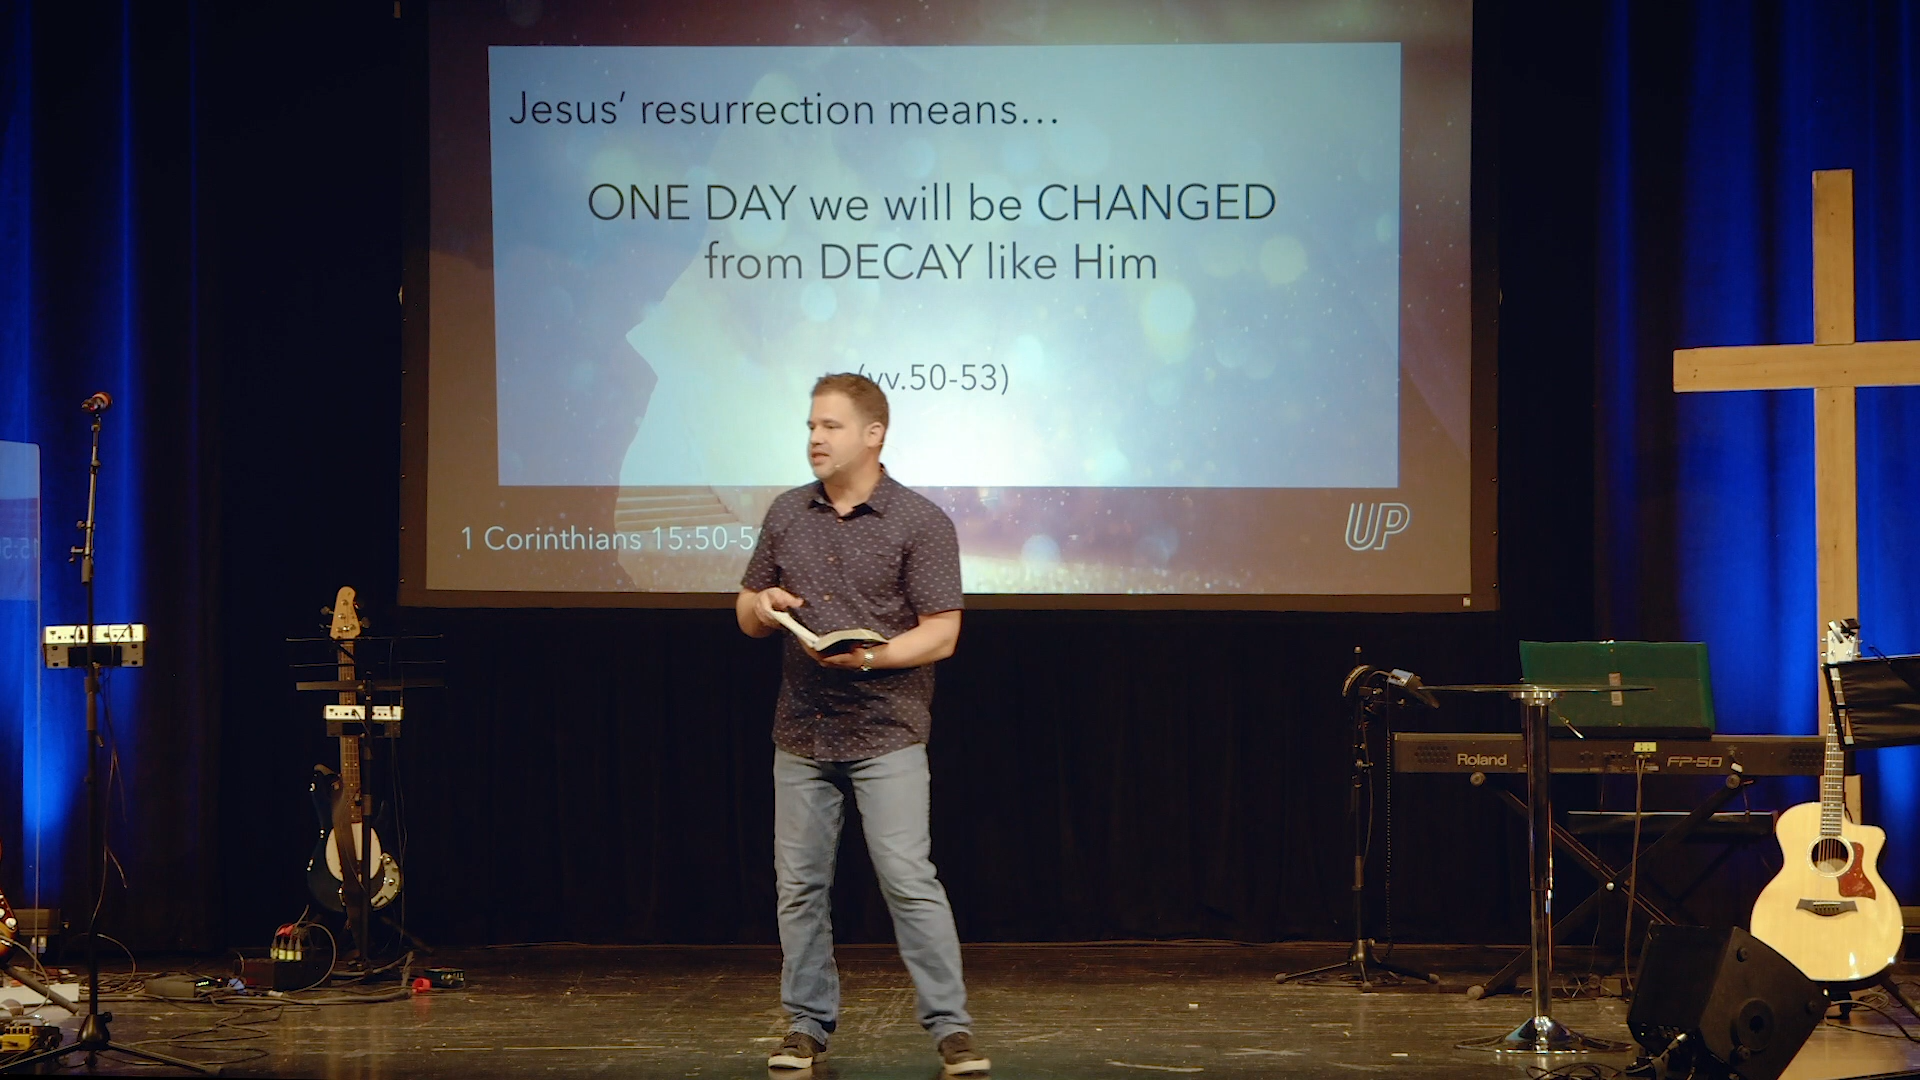 Jesus’ resurrection means…
ONE DAY we will be CHANGED
from DECAY like Him
(vv.50-53)
1 Corinthians 15:50-5
UP
Roland
FP-50